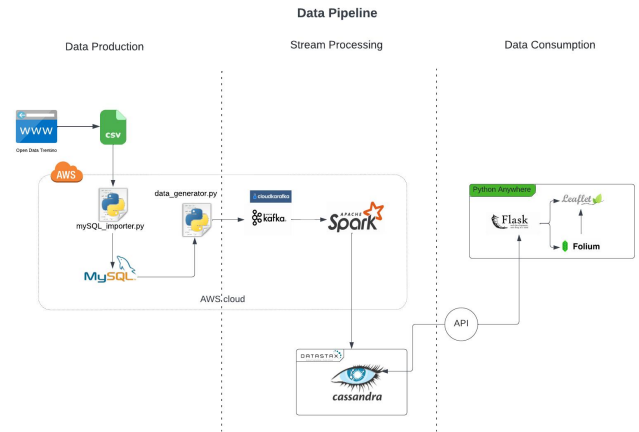 Data Pipeline
Data Production
Stream Processing
Data Consumption
WWW
Open Data Trentino
csv
AWS
mySQL_importer.py
data_generator.py
MySQL
cloudkarafka
kafka.
APACHE
Spark
AWS cloud
DATASTAX
cassandra
API
Python Anywhere
Flask
Leaflet
Folium